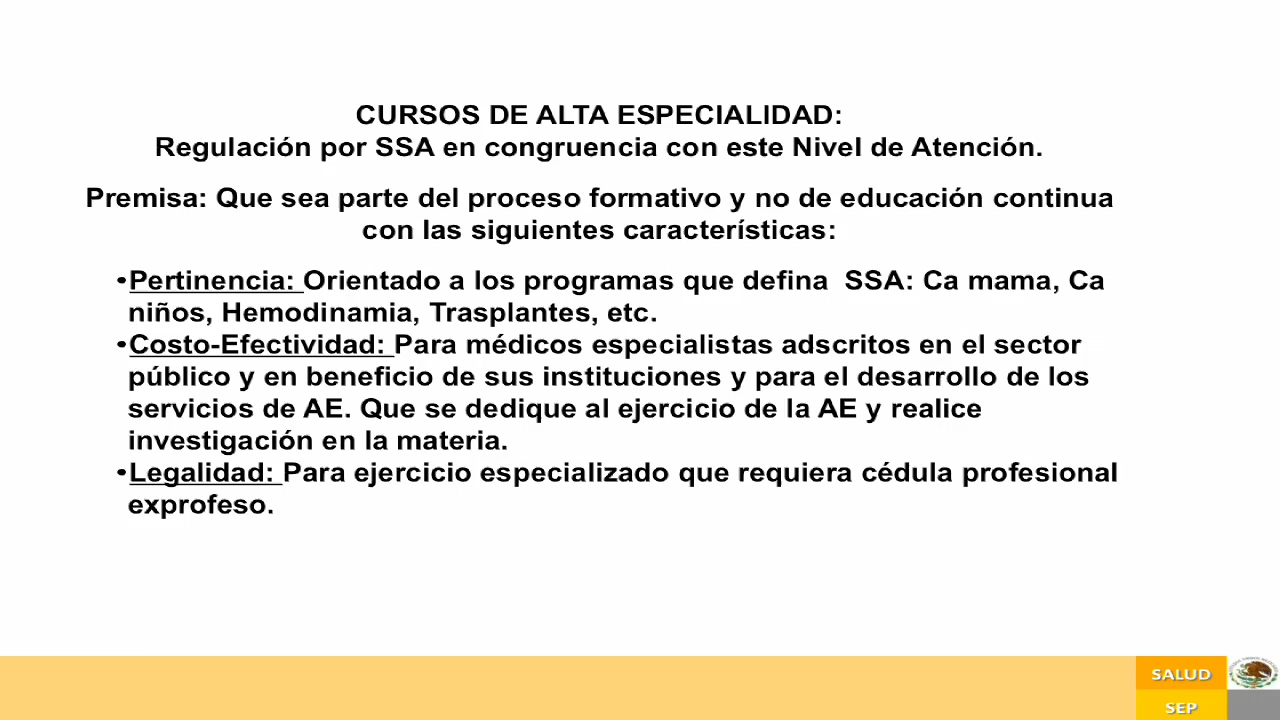 CURSOS DE ALTA ESPECIALIDAD:
Regulación por SSA en congruencia con este Nivel de Atención.
Premisa: Que sea parte del proceso formativo y no de educación continua
con las siguientes características:
•Pertinencia: Orientado a los programas que defina  SSA: Ca mama, Ca
niños, Hemodinamia, Trasplantes, etc.
•Costo-Efectividad: Para médicos especialistas adscritos en el sector
público y en beneficio de sus instituciones y para el desarrollo de los
servicios de AE. Que se dedique al ejercicio de la AE y realice
investigación en la materia.
•Legalidad: Para ejercicio especializado que requiera cédula profesional
exprofeso.
SALUD
SEP